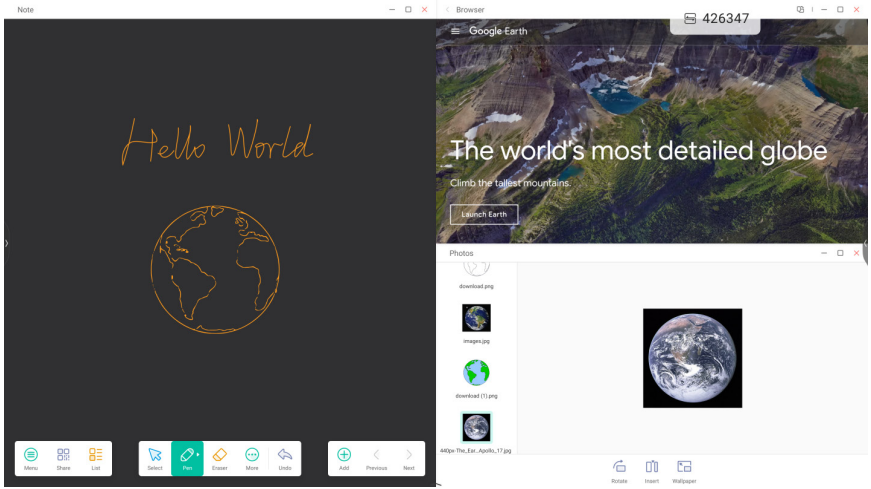 Note
Hello World
Menu
Share
List
Select
Pen
Eraser
More
Undo
Add
Previous
Next
Browser
426347
Google Earth
The world's most detailed globe
Climb the tallest mountains.
Launch Earth
Photos
download.png
images.jpg
download (1).png
440px-The_Ear_Apollo_17.jpg
Rotate
Insert
Wallpaper